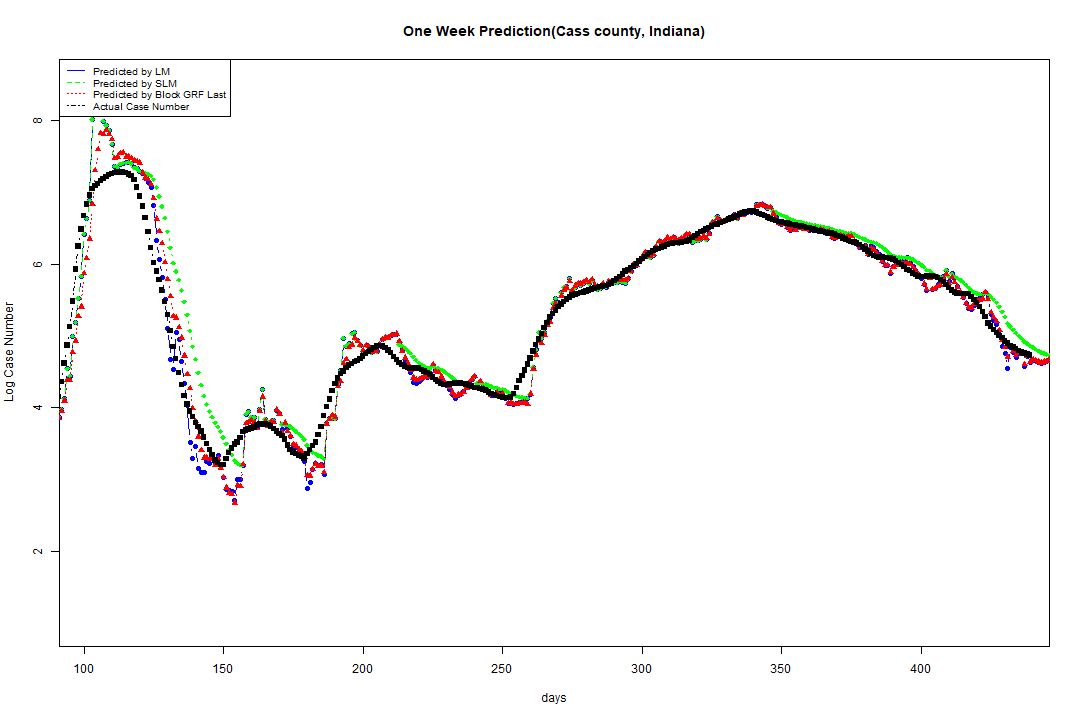 One Week Prediction(Cass county, Indiana)
Predicted by LM
Predicted by SLM
Predicted by Block GRF Last
Actual Case Number
8
6
4
2
Log Case Number
100 150 200 250 300 350 400
days